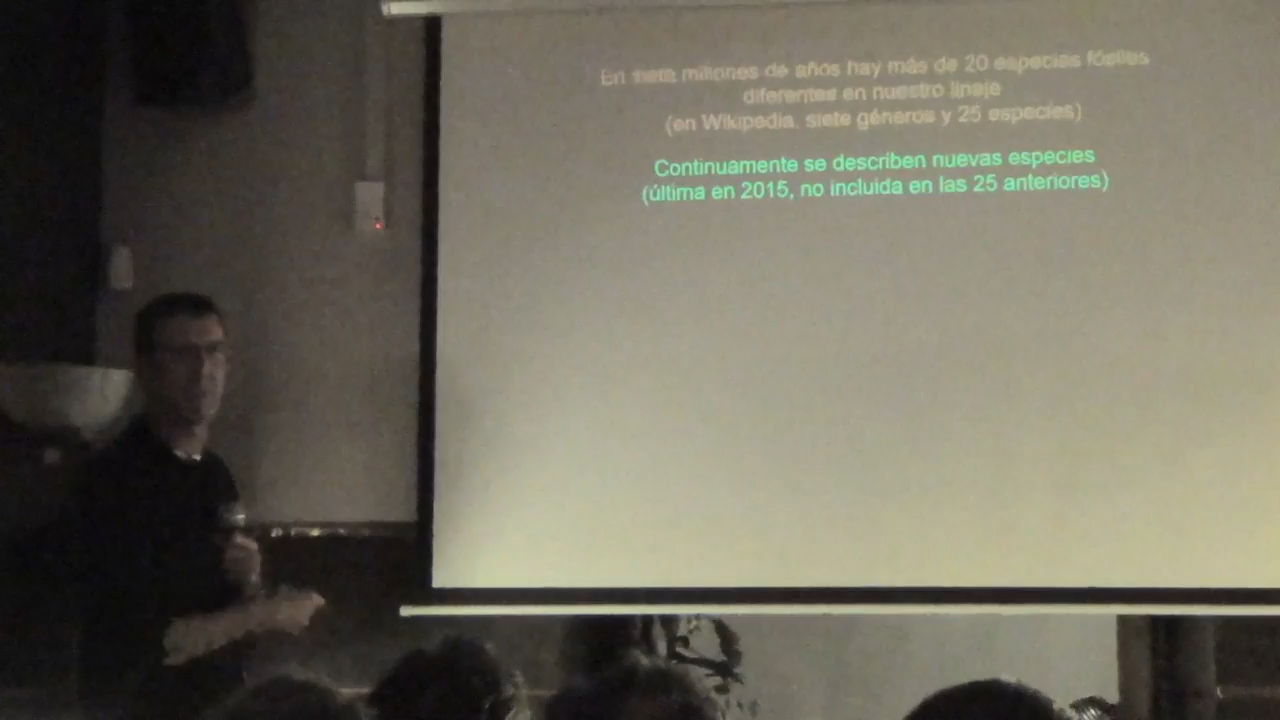 En siete millones de años hay más de 20 especies fósiles
diferentes en nuestro linaje
(en Wikipedia, siete géneros y 25 especies)
Continuamente se describen nuevas especies
(última en 2015, no incluida en las 25 anteriores)